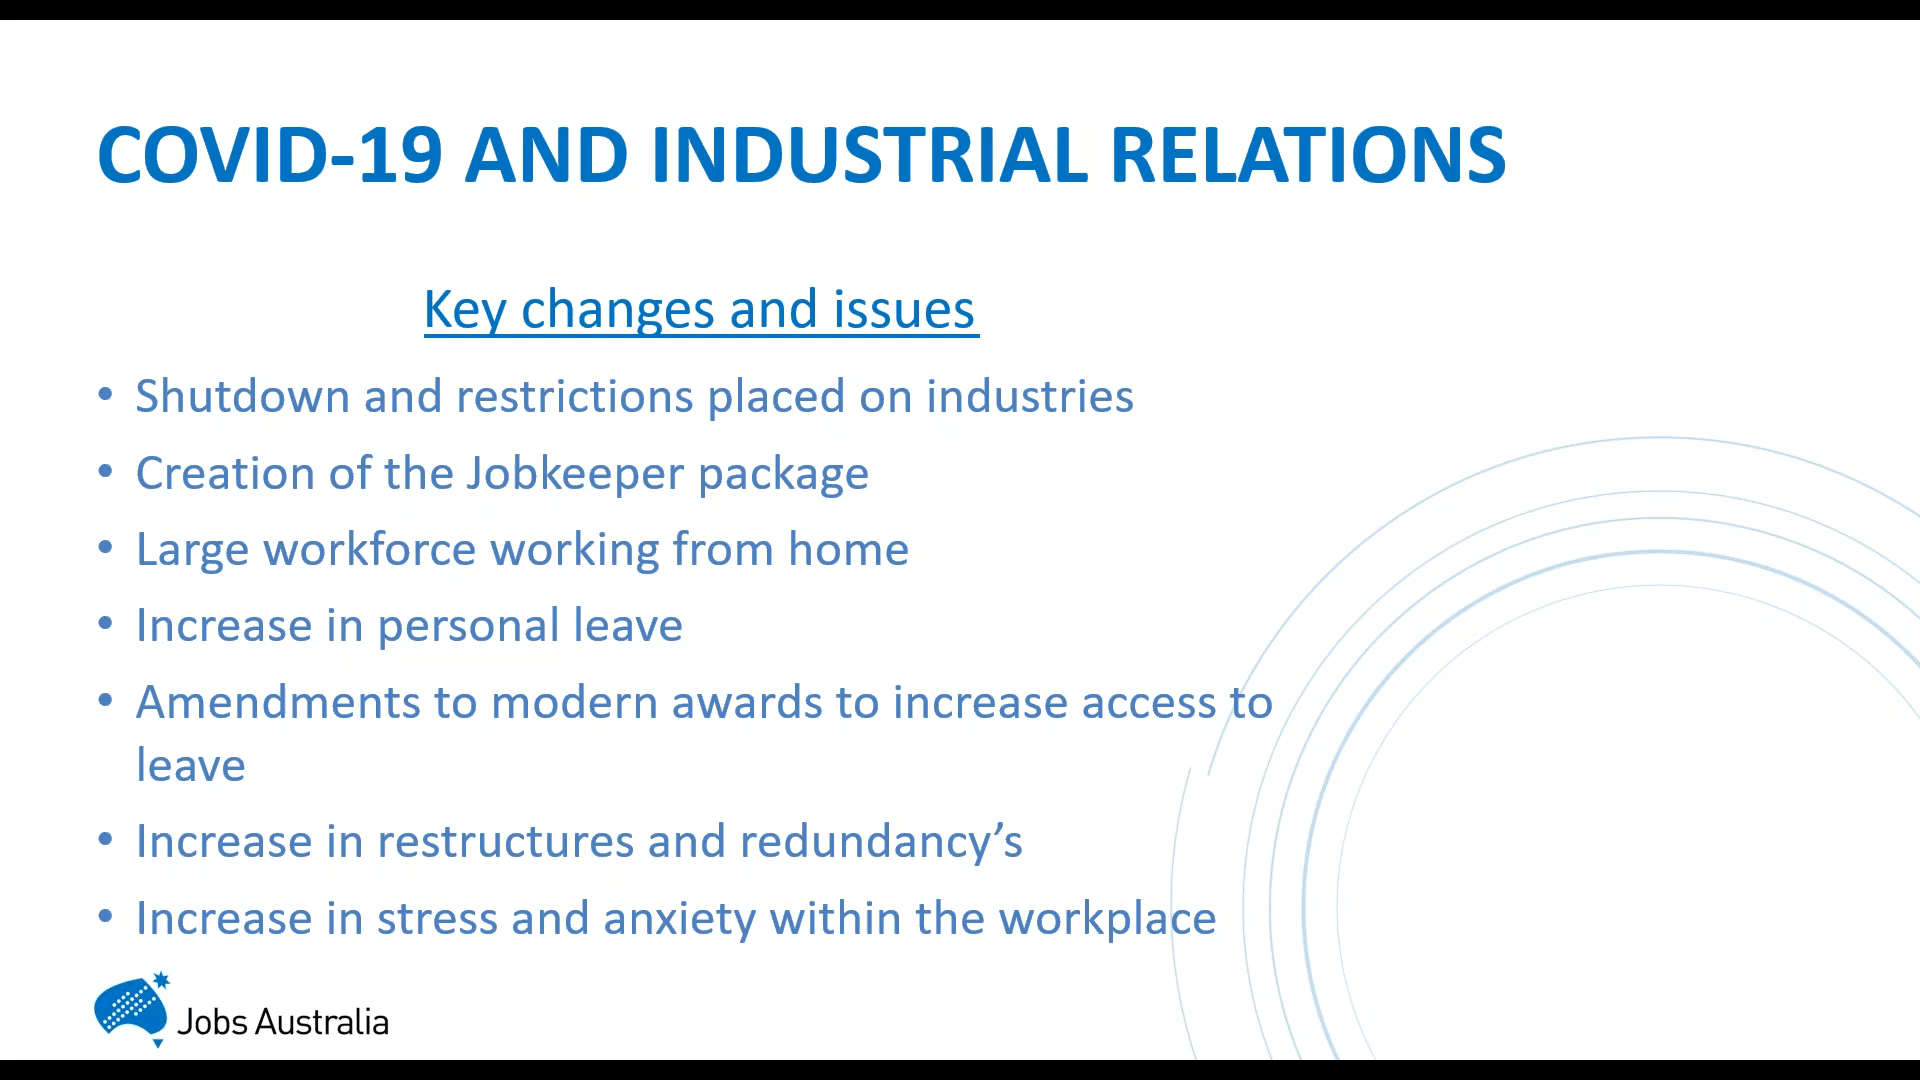 COVID-19 AND INDUSTRIAL RELATIONS
Key changes and issues
• Shutdown and restrictions placed on industries
• Creation of the Jobkeeper package
• Large workforce working from home
• Increase in personal leave
• Amendments to modern awards to increase access to
leave
• Increase in restructures and redundancy’s
• Increase in stress and anxiety within the workplace
Jobs Australia